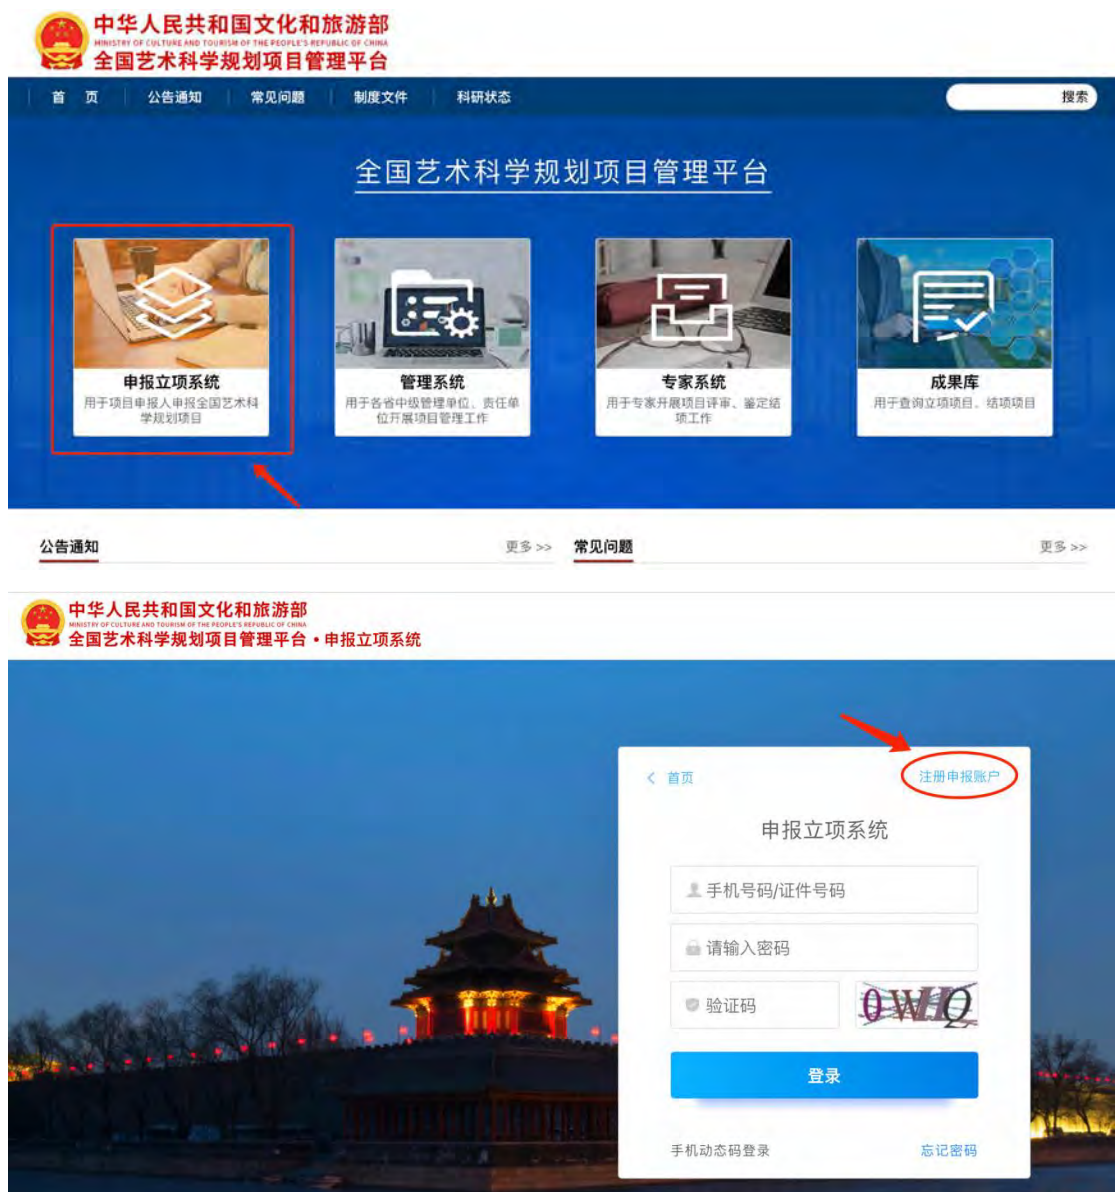 中华人民共和国文化和旅游部
MINISTRY OF CULTURE AND TOURISM OF THE PEOPLE'S REPUBLIC OF CHINA
全国艺术科学规划项目管理平台
首 页 公告通知 常见问题 制度文件 科研状态 搜索
全国艺术科学规划项目管理平台
申报立项系统
用于项目申报人申报全国艺术科
学规划项目
管理系统
用于各省中级管理单位、责任单
位开展项目管理工作
专家系统
用于专家开展项目评审、鉴定结
项工作
成果库
用于查询立项项目、结项项目
公告通知 更多 >> 常见问题 更多 >>
中华人民共和国文化和旅游部
MINISTRY OF CULTURE AND TOURISM OF THE PEOPLE'S REPUBLIC OF CHINA
全国艺术科学规划项目管理平台·申报立项系统
< 首页 注册申报账户
申报立项系统
手机号码/证件号码
请输入密码
验证码 0WHQ
登录
手机动态码登录 忘记密码